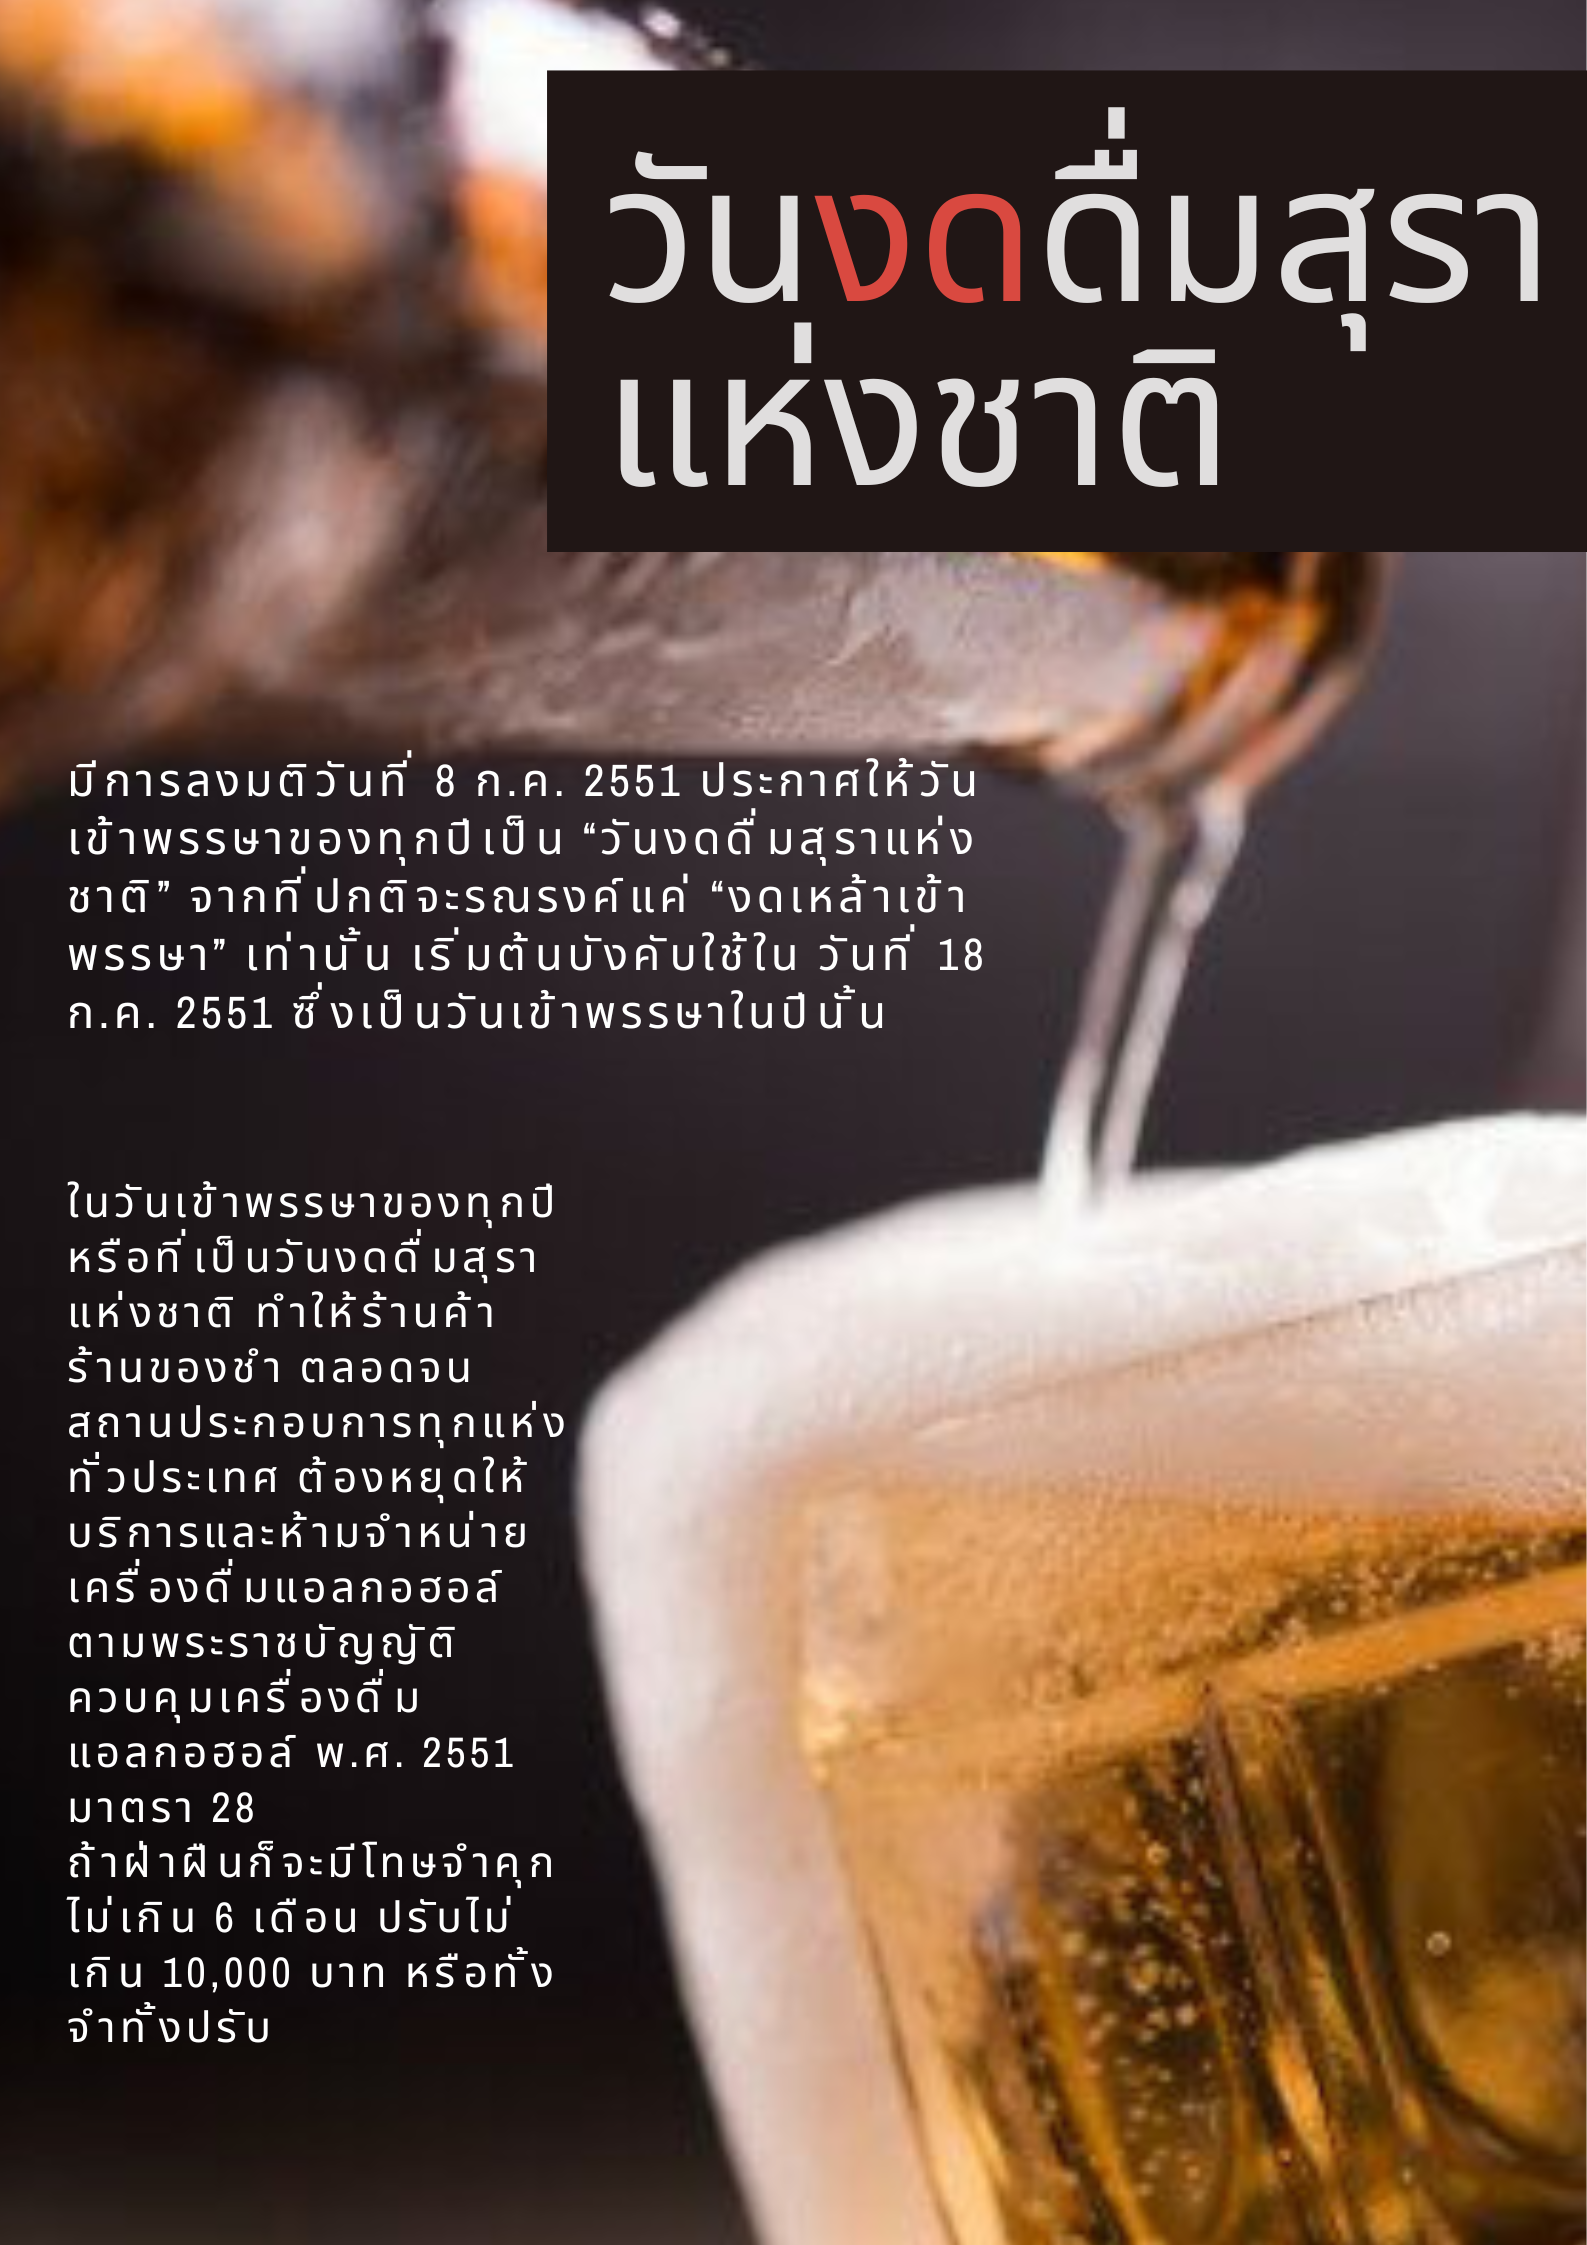 วันงดดื่มสุรา
แห่งชาติ
มีการลงมติวันที่ 8 ก.ค. 2551 ประกาศให้วัน
เข้าพรรษาของทุกปีเป็น “วันงดดื่มสุราแห่ง
ชาติ” จากที่ปกติจะรณรงค์แค่ “งดเหล้าเข้า
พรรษา” เท่านั้น เริ่มต้นบังคับใช้ใน วันที่ 18
ก.ค. 2551 ซึ่งเป็นวันเข้าพรรษาในปีนั้น
ในวันเข้าพรรษาของทุกปี
หรือที่เป็นวันงดดื่มสุรา
แห่งชาติ ทำให้ร้านค้า
ร้านของชำ ตลอดจน
สถานประกอบการทุกแห่ง
ทั่วประเทศ ต้องหยุดให้
บริการและห้ามจำหน่าย
เครื่องดื่มแอลกอฮอล์
ตามพระราชบัญญัติ
ควบคุมเครื่องดื่ม
แอลกอฮอล์ พ.ศ. 2551
มาตรา 28
ถ้าฝ่าฝืนก็จะมีโทษจำคุก
ไม่เกิน 6 เดือน ปรับไม่
เกิน 10,000 บาท หรือทั้ง
จำทั้งปรับ